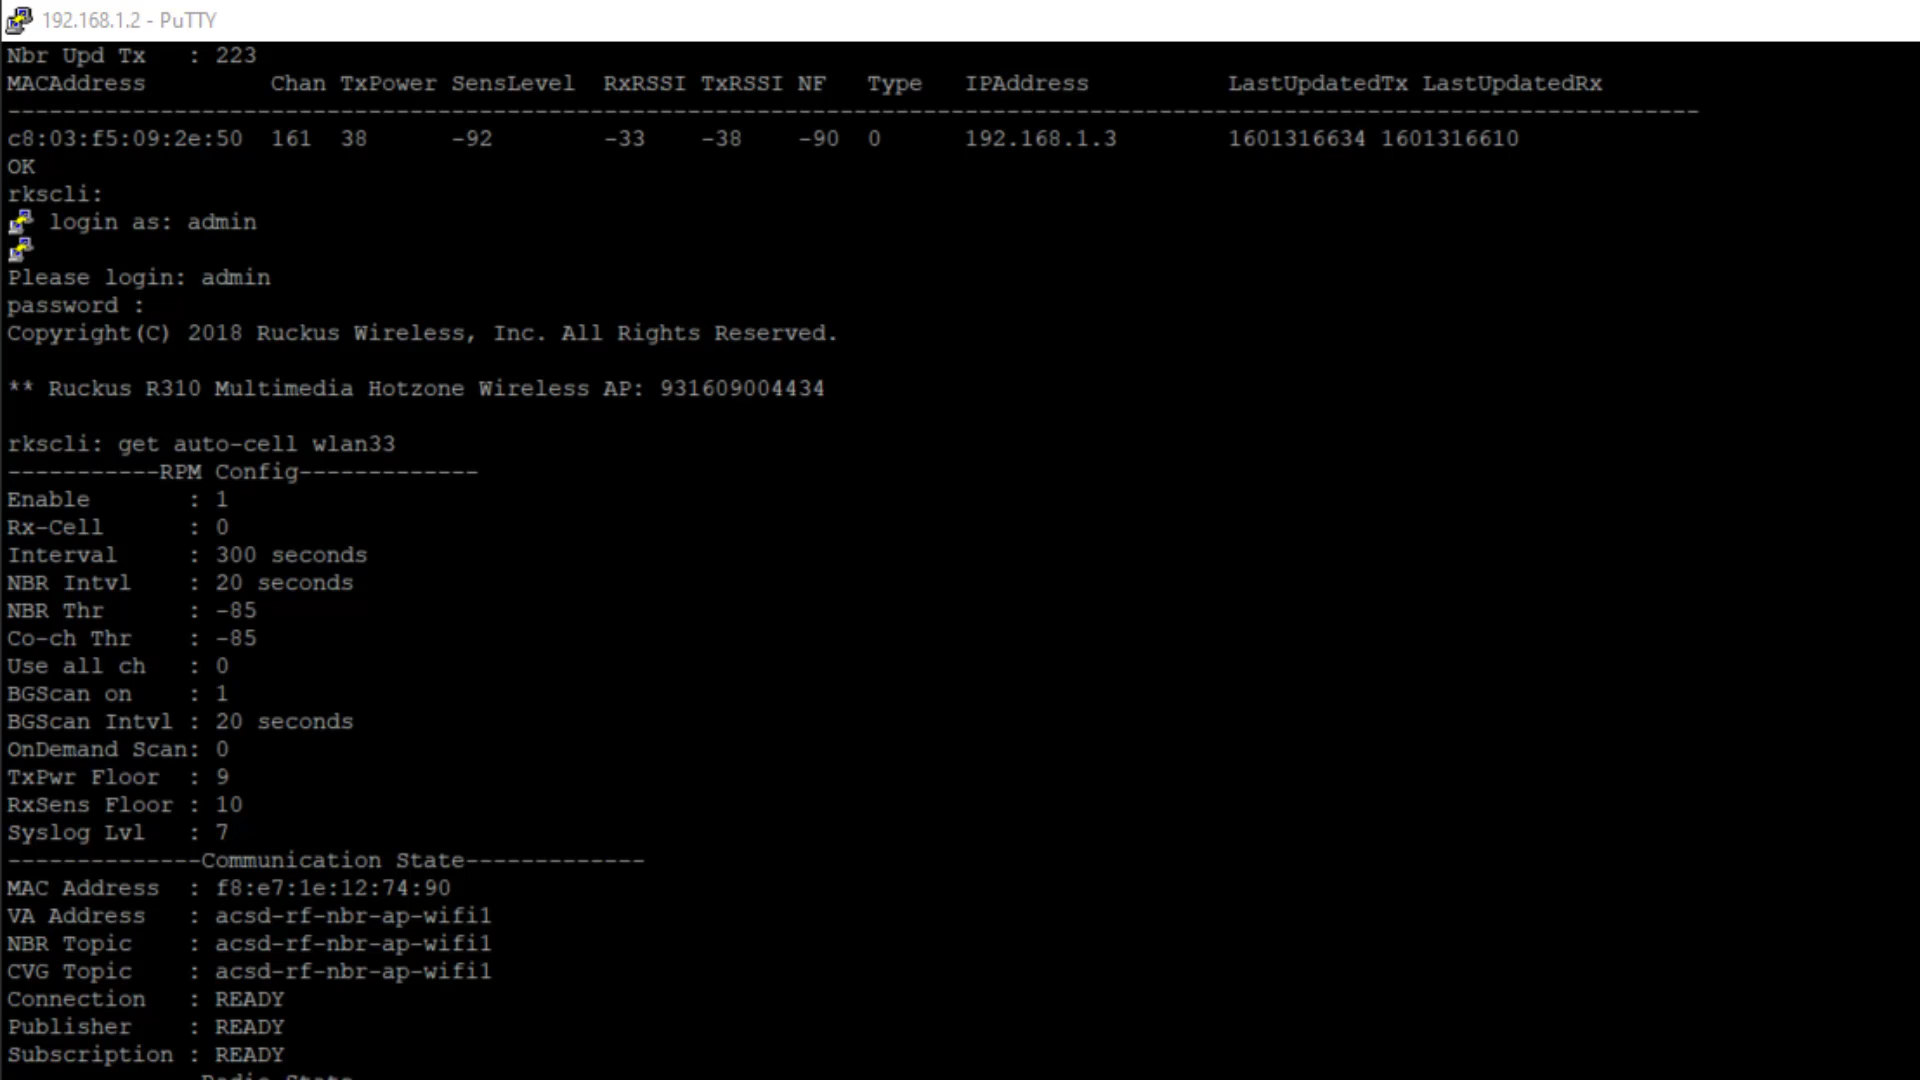 192.168.1.2 - PuTTY
Nbr Upd Tx   : 223
MACAddress         Chan TxPower SensLevel  RxRSSI TxRSSI NF   Type   IPAddress          LastUpdatedTx LastUpdatedRx
--------------------------------------------------------------------------------------------------------------------------
c8:03:f5:09:2e:50  161  38      -92        -33    -38    -90  0      192.168.1.3        1601316634 1601316610
OK
rkscli:
login as: admin
Please login: admin
password :
Copyright(C) 2018 Ruckus Wireless, Inc. All Rights Reserved.
** Ruckus R310 Multimedia Hotzone Wireless AP: 931609004434
rkscli: get auto-cell wlan33
-----------RPM Config-------------
Enable       : 1
Rx-Cell      : 0
Interval     : 300 seconds
NBR Intvl    : 20 seconds
NBR Thr      : -85
Co-ch Thr    : -85
Use all ch   : 0
BGScan on    : 1
BGScan Intvl : 20 seconds
OnDemand Scan: 0
TxPwr Floor  : 9
RxSens Floor : 10
Syslog Lvl   : 7
--------------Communication State-------------
MAC Address  : f8:e7:1e:12:74:90
VA Address   : acsd-rf-nbr-ap-wifi1
NBR Topic    : acsd-rf-nbr-ap-wifi1
CVG Topic    : acsd-rf-nbr-ap-wifi1
Connection   : READY
Publisher    : READY
Subscription : READY
Radio State